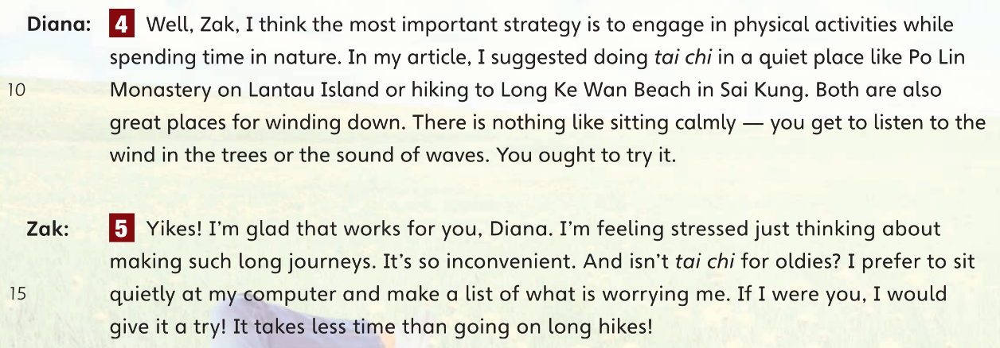 Diana: 4 Well, Zak, I think the most important strategy is to engage in physical activities while
spending time in nature. In my article, I suggested doing tai chi in a quiet place like Po Lin
10 Monastery on Lantau Island or hiking to Long Ke Wan Beach in Sai Kung. Both are also
great places for winding down. There is nothing like sitting calmly — you get to listen to the
wind in the trees or the sound of waves. You ought to try it.
Zak: 5 Yikes! I'm glad that works for you, Diana. I'm feeling stressed just thinking about
making such long journeys. It's so inconvenient. And isn't tai chi for oldies? I prefer to sit
15 quietly at my computer and make a list of what is worrying me. If I were you, I would
give it a try! It takes less time than going on long hikes!